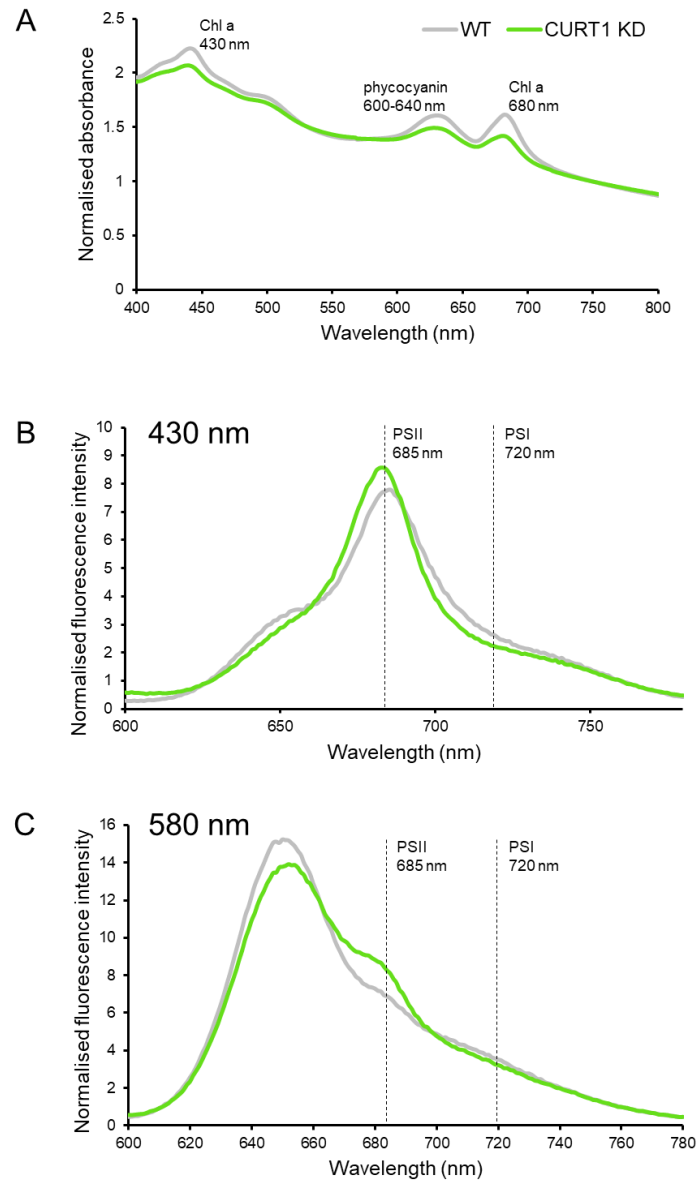 A
Chl a
430 nm
WT
CURT1 KD
phycocyanin
600-640 nm
Chl a
680 nm
Normalised absorbance
2.5
2
1.5
1
0.5
0
400
450
500
550
600
650
700
750
800
Wavelength (nm)
B
430 nm
PSII
685 nm
PSI
720 nm
Normalised fluorescence intensity
10
9
8
7
6
5
4
3
2
1
0
600
650
700
750
Wavelength (nm)
C
580 nm
PSII
685 nm
PSI
720 nm
Normalised fluorescence intensity
16
14
12
10
8
6
4
2
0
600
620
640
660
680
700
720
740
760
780
Wavelength (nm)